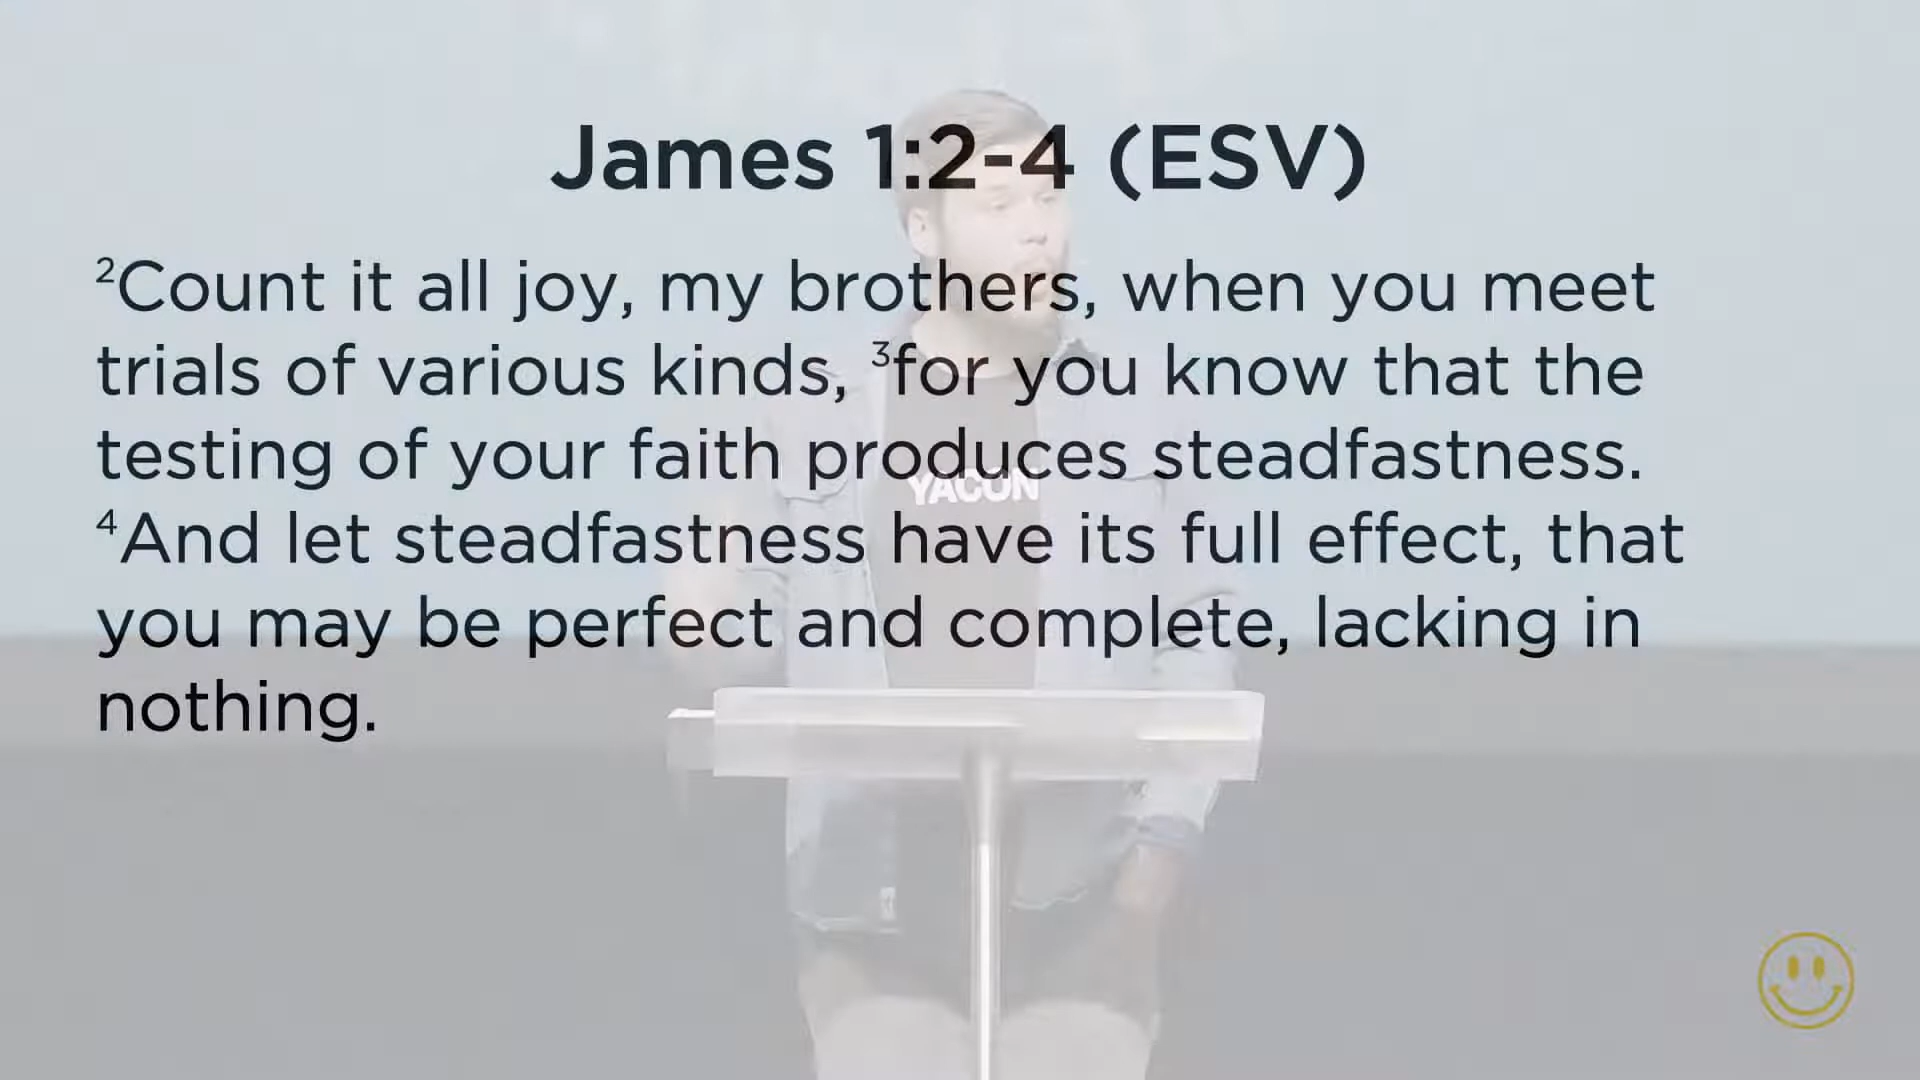 James 1:2-4 (ESV)
²Count it all joy, my brothers, when you meet
trials of various kinds, ³for you know that the
testing of your faith produces steadfastness.
⁴And let steadfastness have its full effect, that
you may be perfect and complete, lacking in
nothing.
YACON